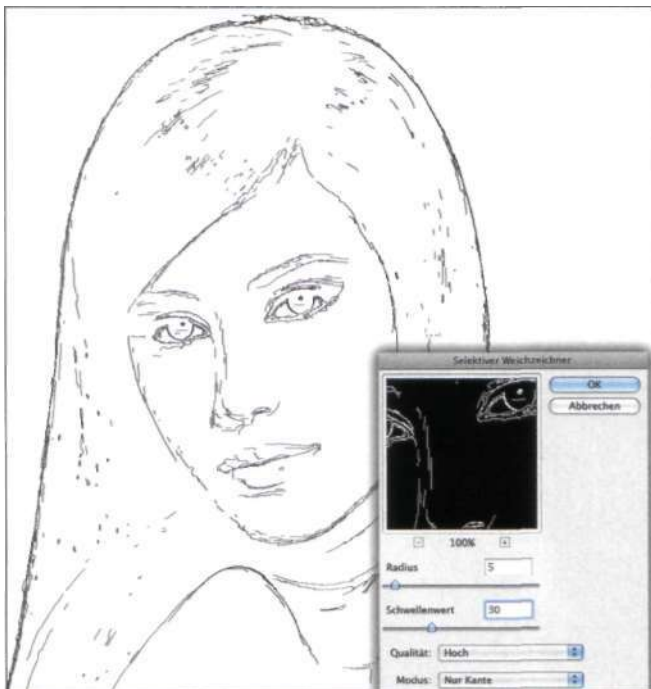 Selektiver Weichzeichner
OK
Abbrechen
100%
Radius 5
Schwellenwert 30
Qualität: Hoch
Modus: Nur Kante